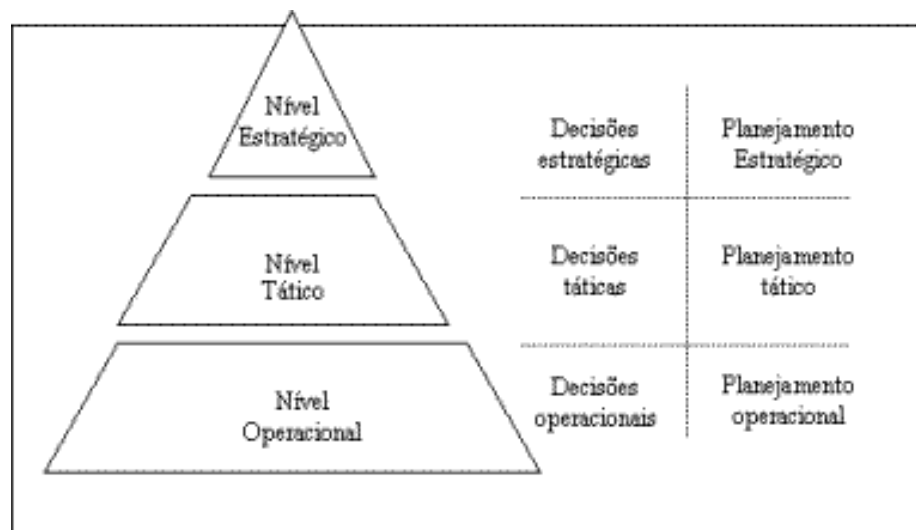 Nível
Estratégico
Decisões
estratégicas
Planejamento
Estratégico
Nível
Tático
Decisões
táticas
Planejamento
tático
Nível
Operacional
Decisões
operacionais
Planejamento
operacional